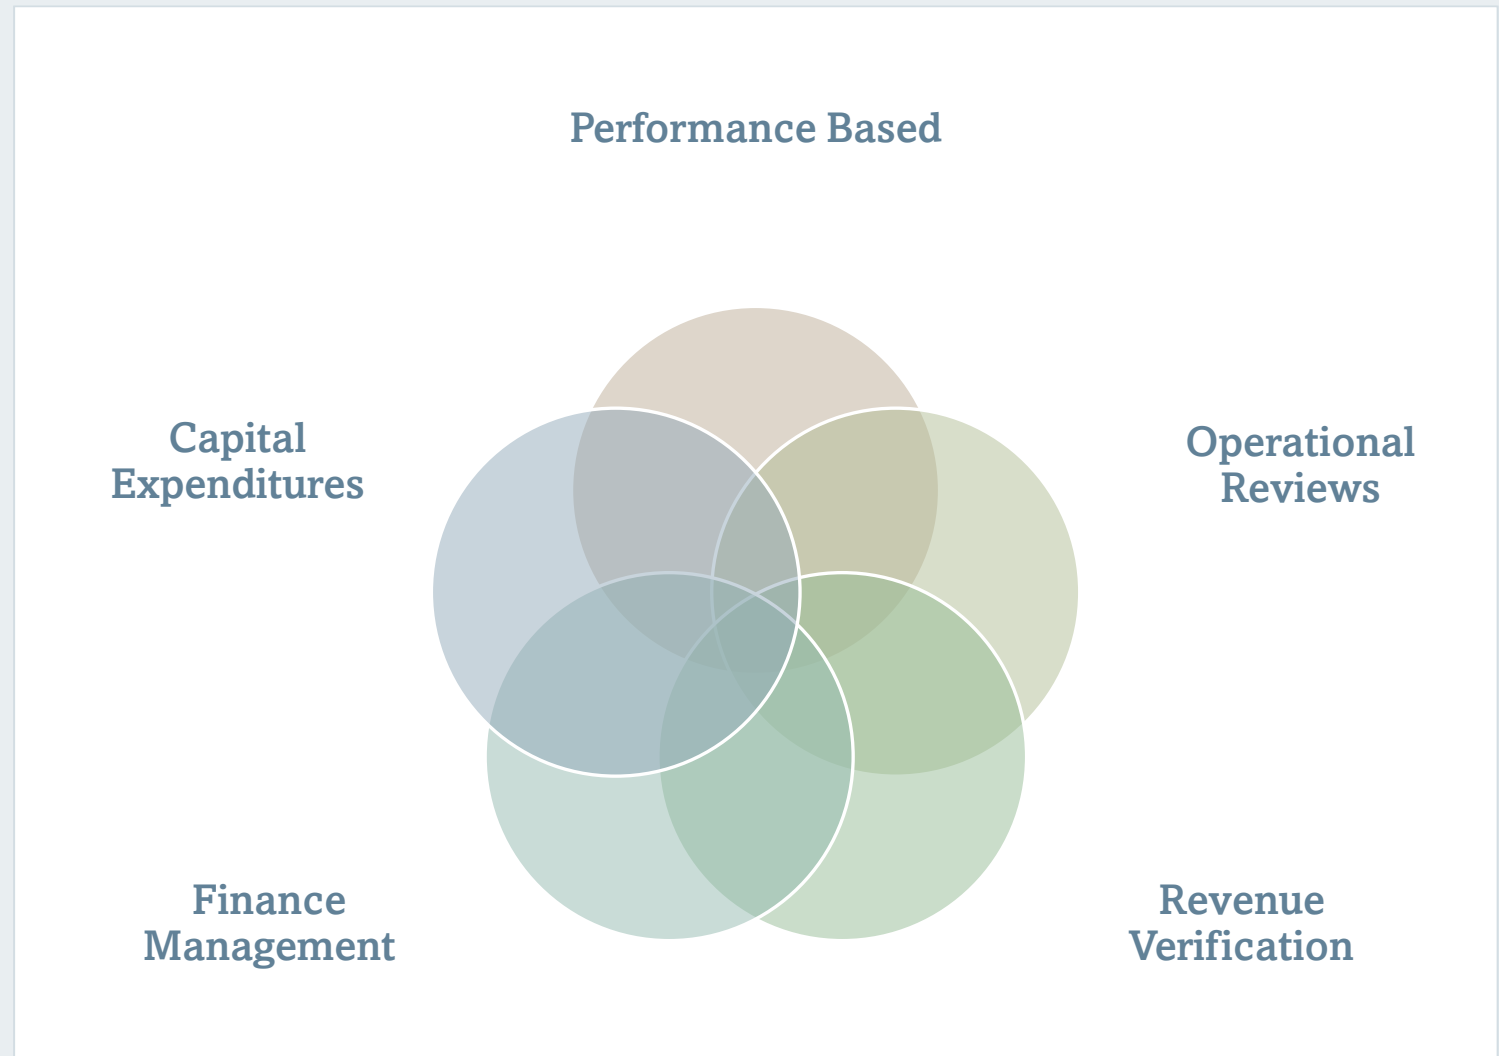 Performance Based
Capital
Expenditures
Operational
Reviews
Finance
Management
Revenue
Verification